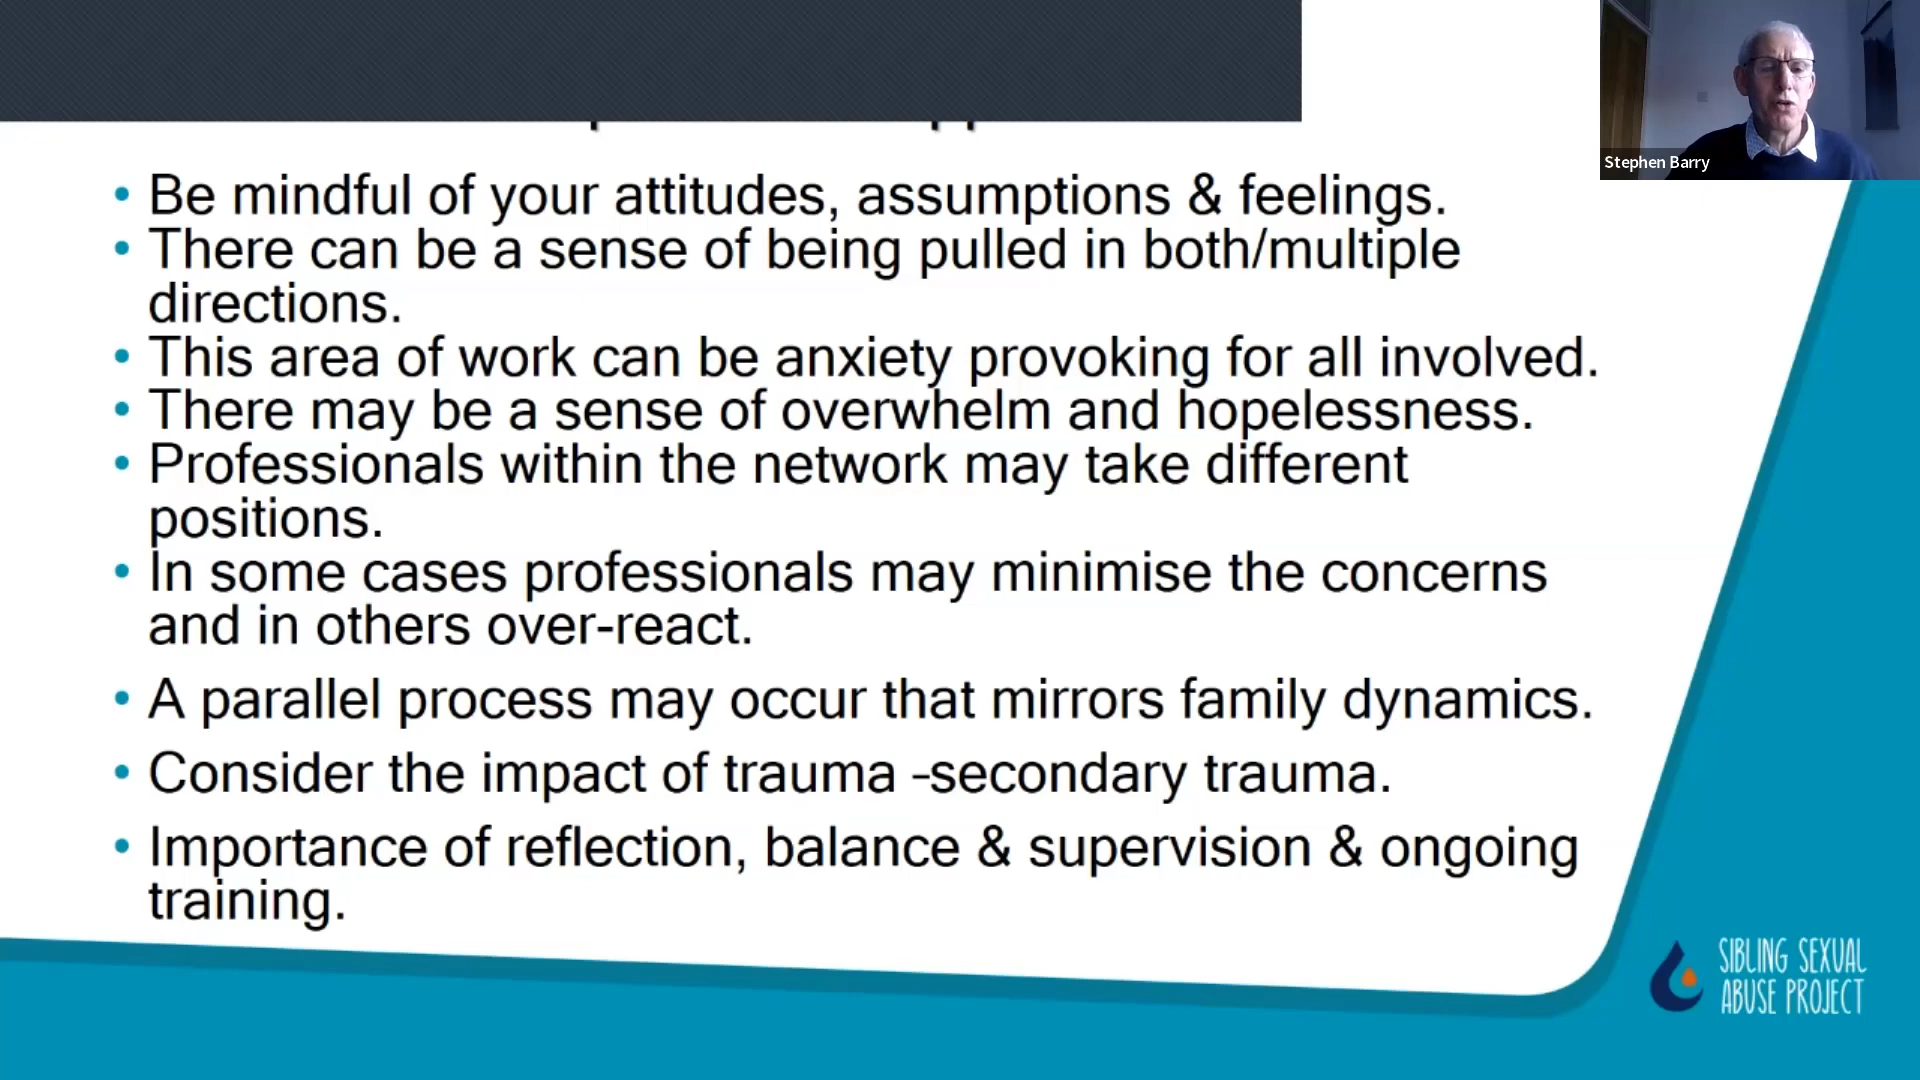 Stephen Barry
• Be mindful of your attitudes, assumptions & feelings.
• There can be a sense of being pulled in both/multiple
directions.
• This area of work can be anxiety provoking for all involved.
• There may be a sense of overwhelm and hopelessness.
• Professionals within the network may take different
positions.
• In some cases professionals may minimise the concerns
and in others over-react.
• A parallel process may occur that mirrors family dynamics.
• Consider the impact of trauma –secondary trauma.
• Importance of reflection, balance & supervision & ongoing
training.
SIBLING SEXUAL
ABUSE PROJECT